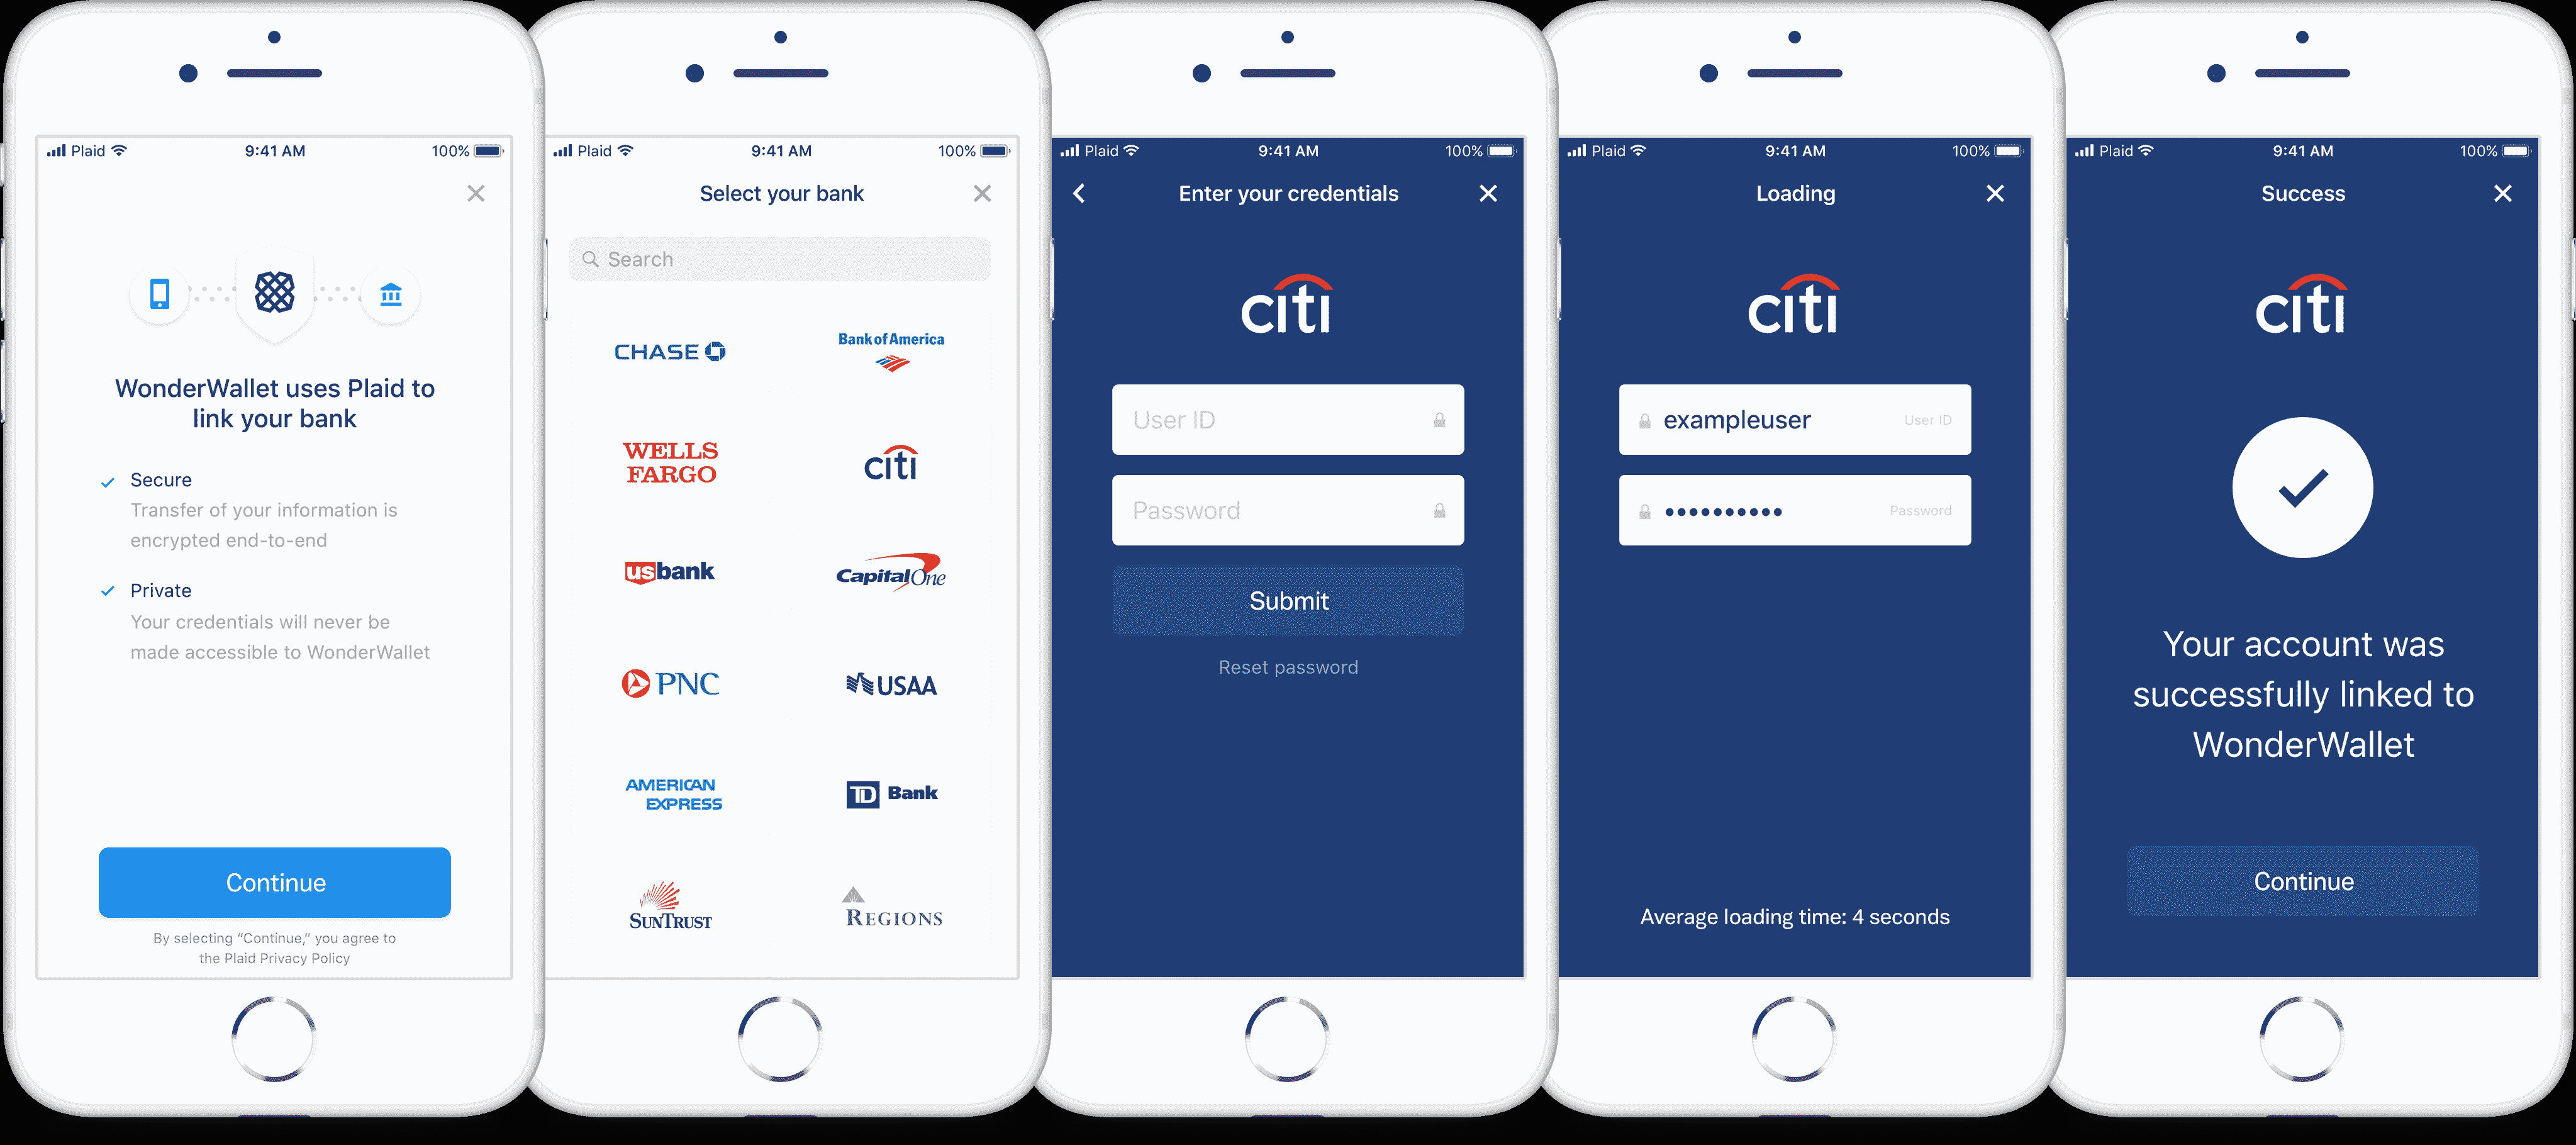 Plaid 9:41 AM 100%
WonderWallet uses Plaid to
link your bank
Secure
Transfer of your information is
encrypted end-to-end
Private
Your credentials will never be
made accessible to WonderWallet
Continue
By selecting “Continue,” you agree to
the Plaid Privacy Policy
Plaid 9:41 AM 100%
Select your bank
Search
CHASE
Bank of America
WELLS
FARGO
citi
usbank
CapitalOne
PNC
USAA
AMERICAN
EXPRESS
TD Bank
SUNTRUST
REGIONS
Plaid 9:41 AM 100%
Enter your credentials
citi
User ID
Password
Submit
Reset password
Plaid 9:41 AM 100%
Loading
citi
exampleuser User ID
•••••••••• Password
Average loading time: 4 seconds
Plaid 9:41 AM 100%
Success
citi
Your account was
successfully linked to
WonderWallet
Continue